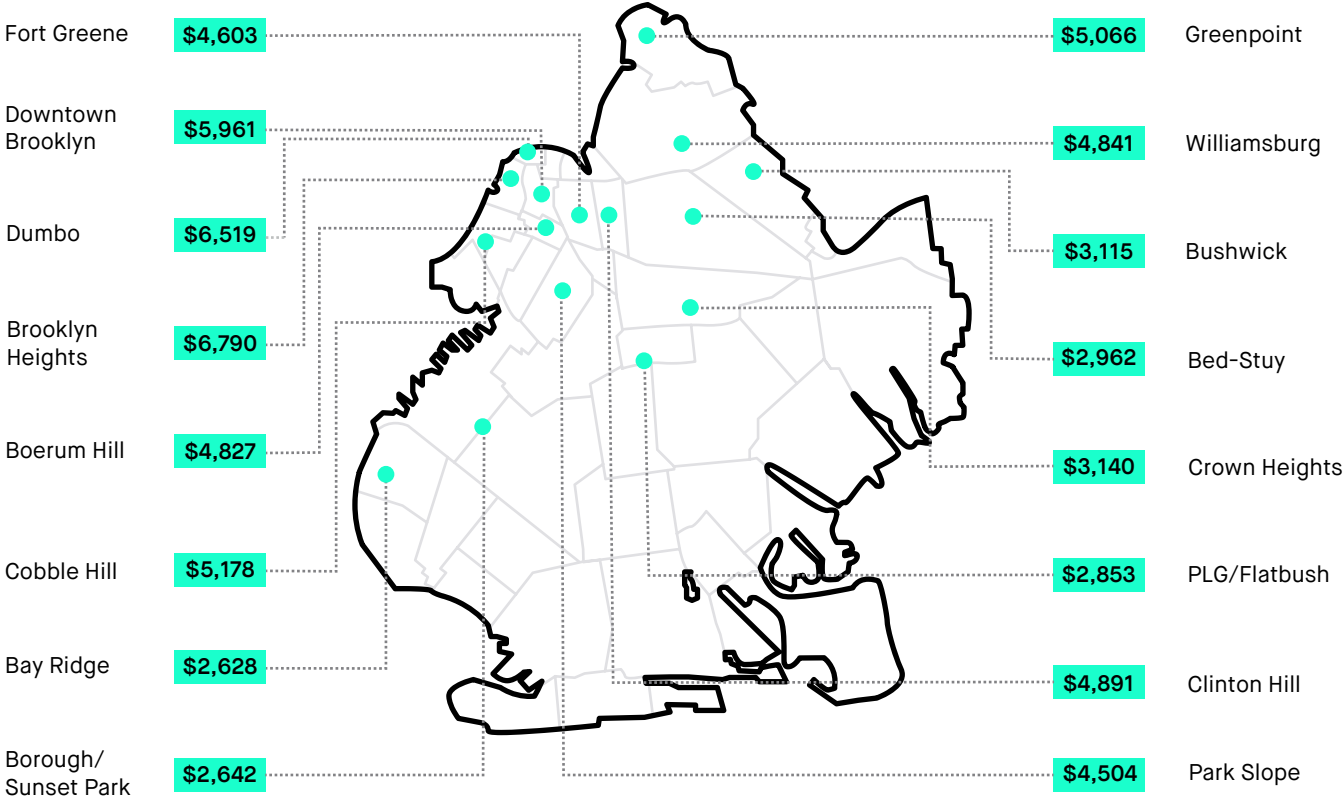 Fort Greene $4,603
Downtown
Brooklyn $5,961
Dumbo $6,519
Brooklyn
Heights $6,790
Boerum Hill $4,827
Cobble Hill $5,178
Bay Ridge $2,628
Borough/
Sunset Park $2,642
$5,066 Greenpoint
$4,841 Williamsburg
$3,115 Bushwick
$2,962 Bed-Stuy
$3,140 Crown Heights
$2,853 PLG/Flatbush
$4,891 Clinton Hill
$4,504 Park Slope